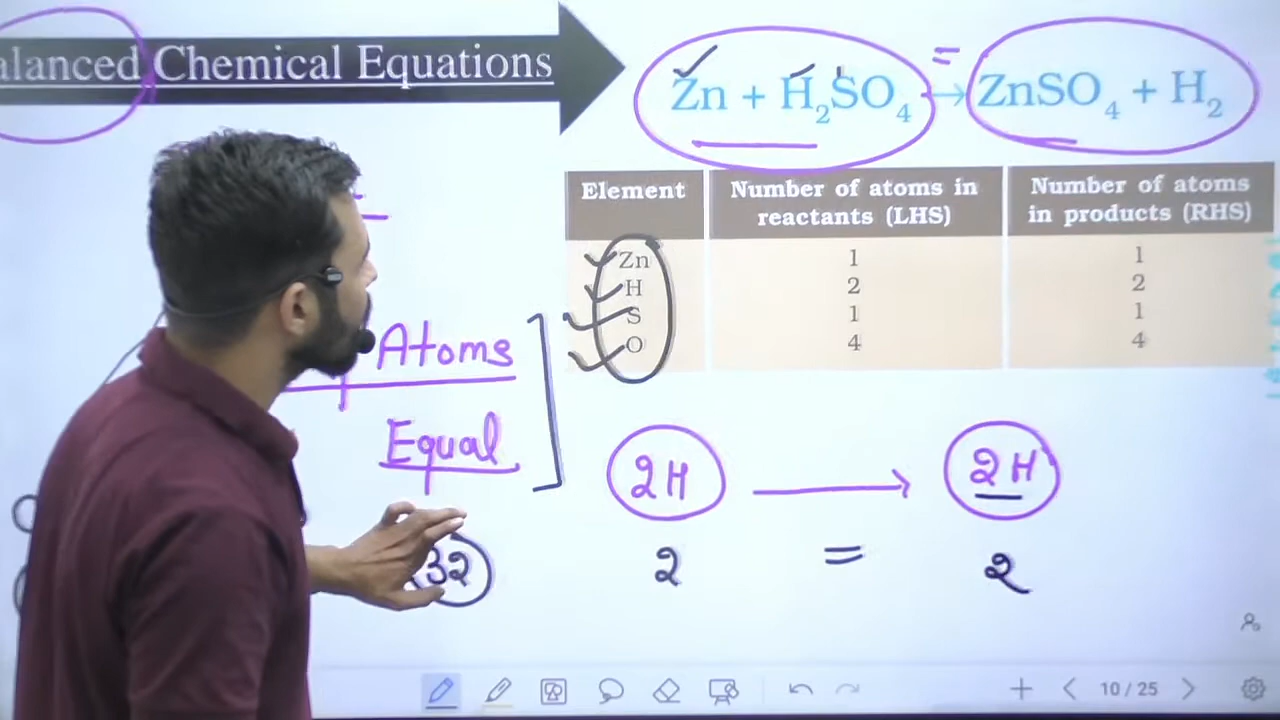 alanced Chemical Equations
=
Zn + H₂SO₄ → ZnSO₄ + H₂
Element Number of atoms in reactants (LHS) Number of atoms in products (RHS)
Zn 1 1
H 2 2
S 1 1
O 4 4
Atoms
Equal
2H → 2H
32 2 = 2
10 / 25